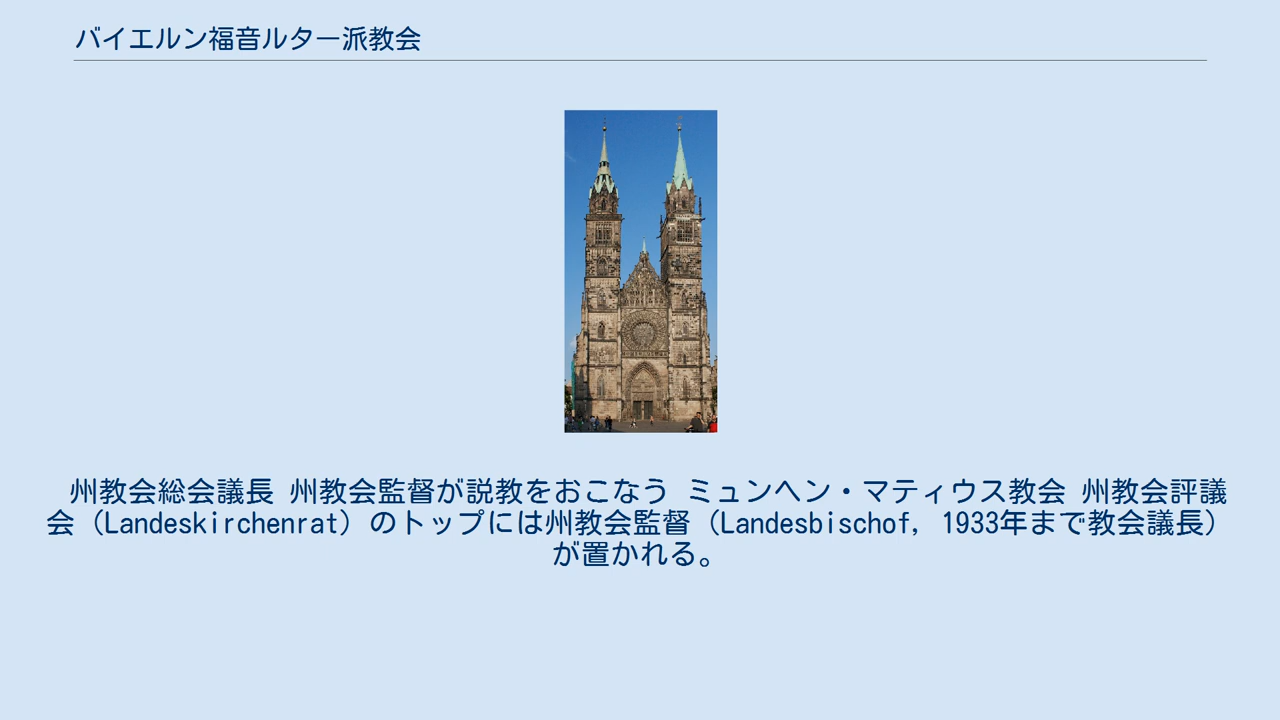 バイエルン福音ルター派教会
州教会総会議長 州教会監督が説教をおこなう ミュンヘン・マティウス教会 州教会評議
会（Landeskirchenrat）のトップには州教会監督（Landesbischof, 1933年まで教会議長）
が置かれる。